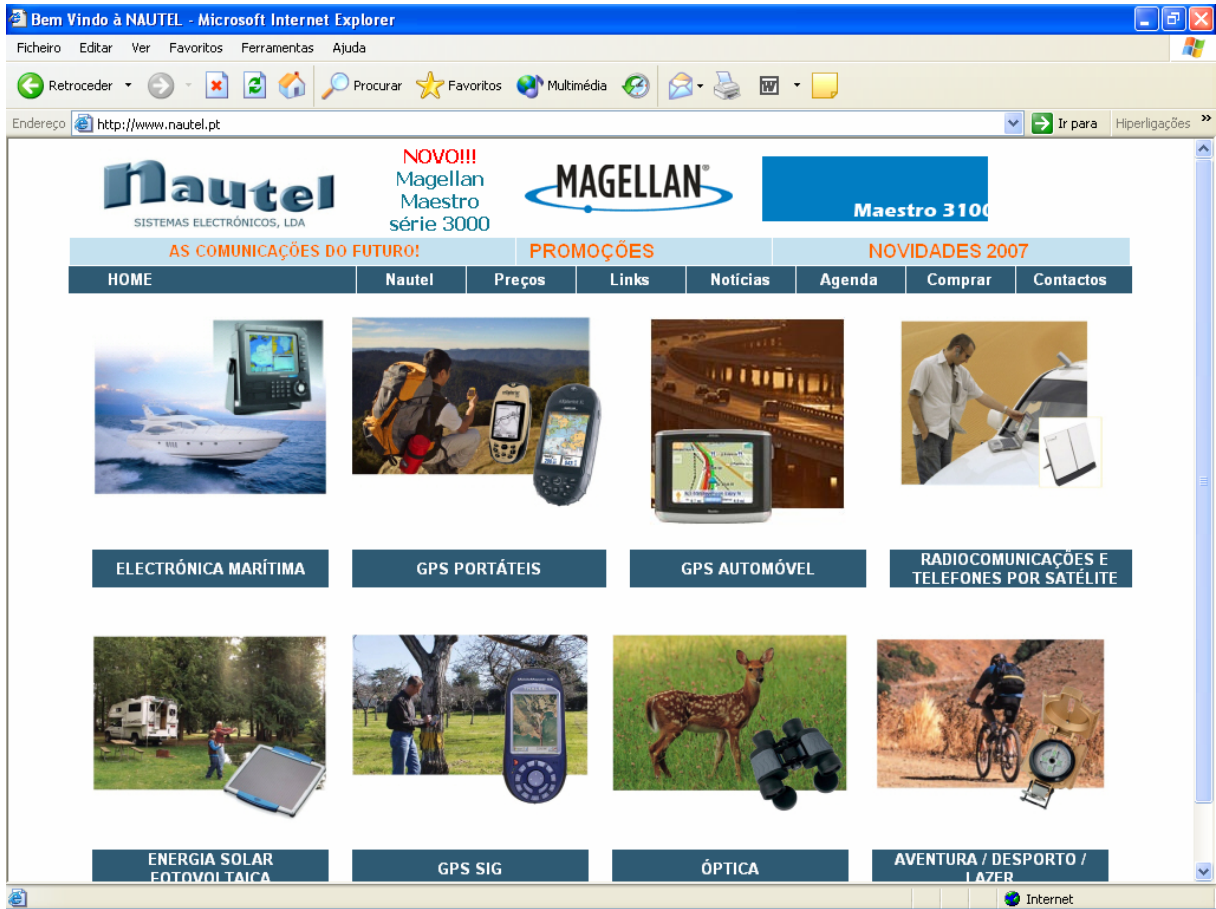 Bem Vindo à NAUTEL - Microsoft Internet Explorer
Ficheiro Editar Ver Favoritos Ferramentas Ajuda
Retroceder Procurar Favoritos Multimédia
Endereço http://www.nautel.pt Ir para Hiperligações »
nautel
SISTEMAS ELECTRÓNICOS, LDA
NOVO!!!
Magellan
Maestro
série 3000
MAGELLAN®
Maestro 3100
AS COMUNICAÇÕES DO FUTURO! PROMOÇÕES NOVIDADES 2007
HOME Nautel Preços Links Notícias Agenda Comprar Contactos
ELECTRÓNICA MARÍTIMA
GPS PORTÁTEIS
GPS AUTOMÓVEL
RADIOCOMUNICAÇÕES E
TELEFONES POR SATÉLITE
ENERGIA SOLAR
FOTOVOLTAICA
GPS SIG
ÓPTICA
AVENTURA / DESPORTO /
LAZER
Internet